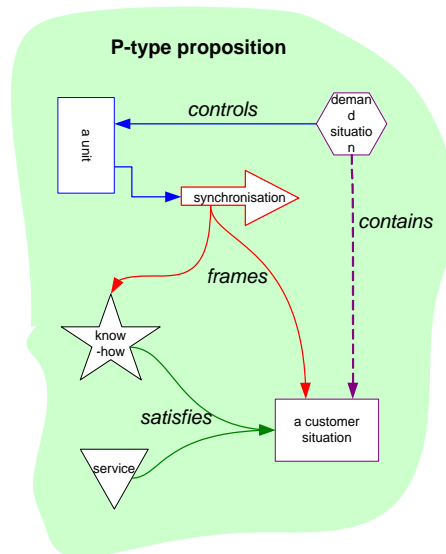 P-type proposition
controls
deman
d
situatio
n
a unit
synchronisation
contains
frames
know
-how
satisfies
a customer
situation
service